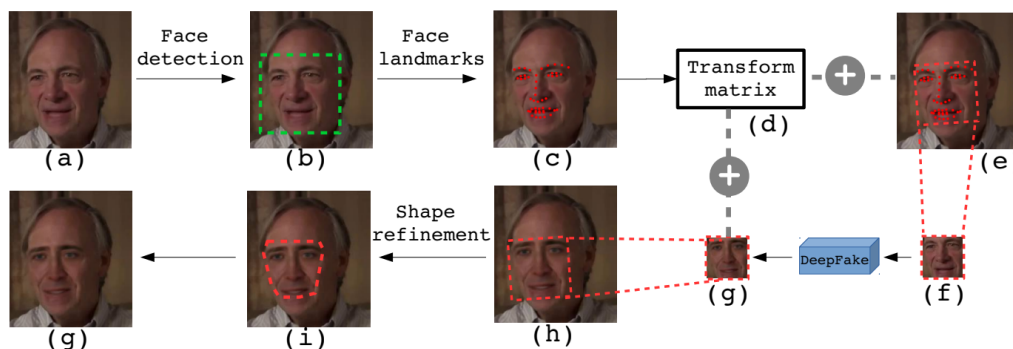 Face
detection
Face
landmarks
Transform
matrix
(a)
(b)
(c)
(d)
(e)
Shape
refinement
DeepFake
(g)
(i)
(h)
(g)
(f)